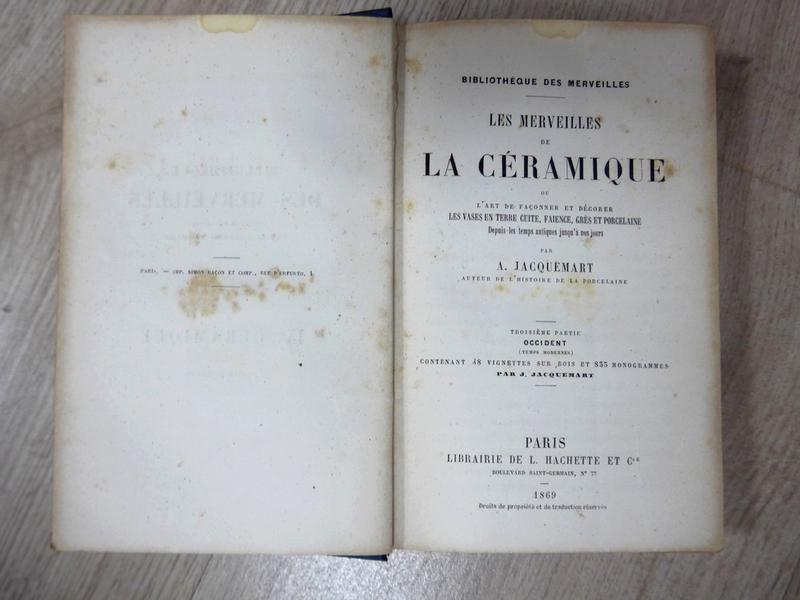 PARIS. — IMP. SIMON RAÇON ET COMP., RUE D'ERFURTH, 1
BIBLIOTHÈQUE DES MERVEILLES
LES MERVEILLES
DE
LA CÉRAMIQUE
OU
L'ART DE FAÇONNER ET DÉCORER
LES VASES EN TERRE CUITE, FAIENCE, GRÈS ET PORCELAINE
Depuis les temps antiques jusqu'à nos jours
PAR
A. JACQUEMART
AUTEUR DE L'HISTOIRE DE LA PORCELAINE
TROISIÈME PARTIE
OCCIDENT
(TEMPS MODERNES)
CONTENANT 48 VIGNETTES SUR BOIS ET 833 MONOGRAMMES
PAR J. JACQUEMART
PARIS
LIBRAIRIE DE L. HACHETTE ET Cie
BOULEVARD SAINT-GERMAIN, N° 77
1869
Droits de propriété et de traduction réservés